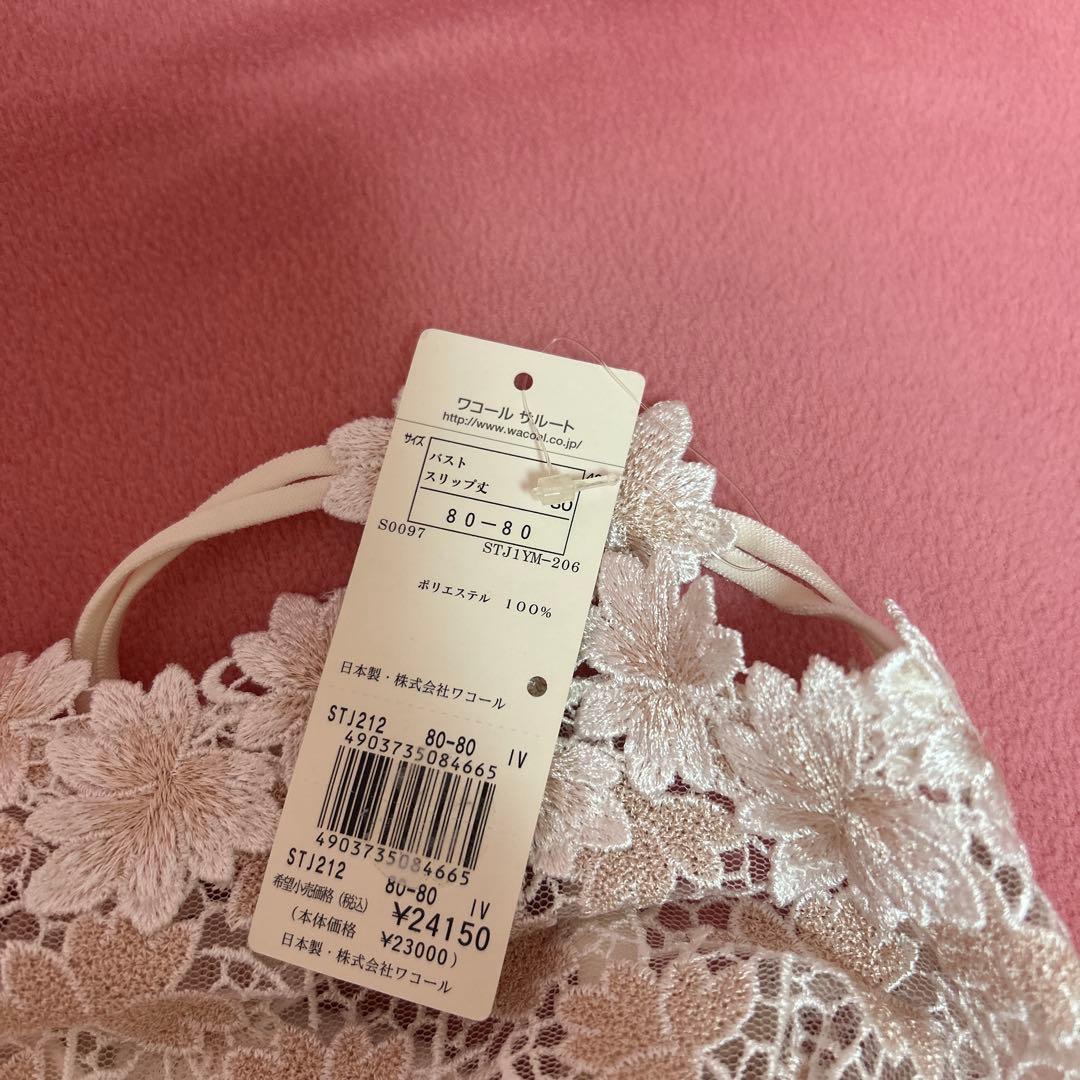 ワコール サルート
http://www.wacoal.co.jp/
サイズ
バスト
スリップ丈
80-80
S0097
STJ1YM-206
ポリエステル 100%
日本製・株式会社ワコール
STJ212 80-80 IV
4903735084665
4903735084665
STJ212 80-80 IV
希望小売価格(税込) ¥24150
(本体価格 ¥23000)
日本製・株式会社ワコール